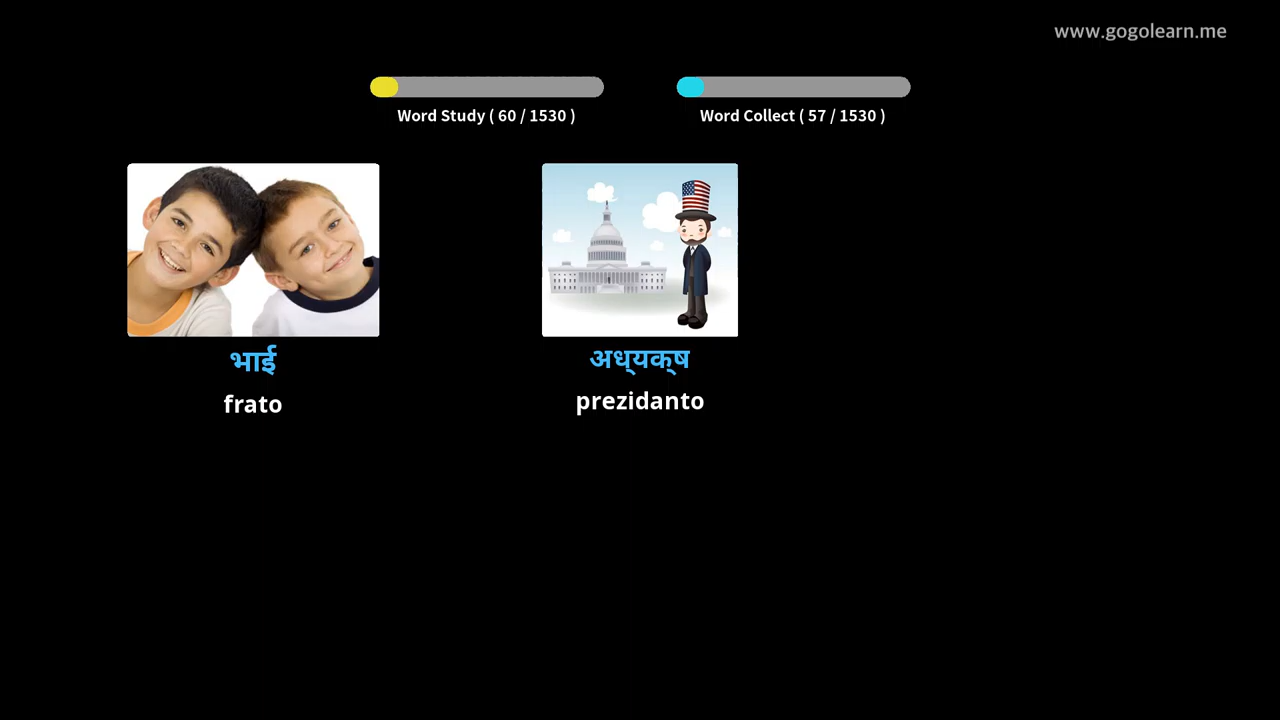 www.gogolearn.me
Word Study ( 60 / 1530 )
Word Collect ( 57 / 1530 )
भाई
frato
अध्यक्ष
prezidanto